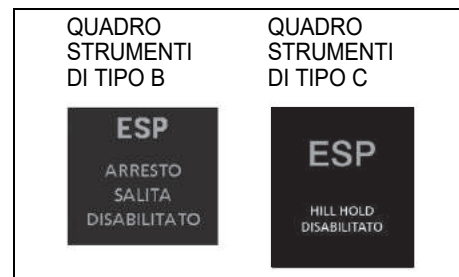 QUADRO
STRUMENTI
DI TIPO B
QUADRO
STRUMENTI
DI TIPO C
ESP
ARRESTO
SALITA
DISABILITATO
ESP
HILL HOLD
DISABILITATO